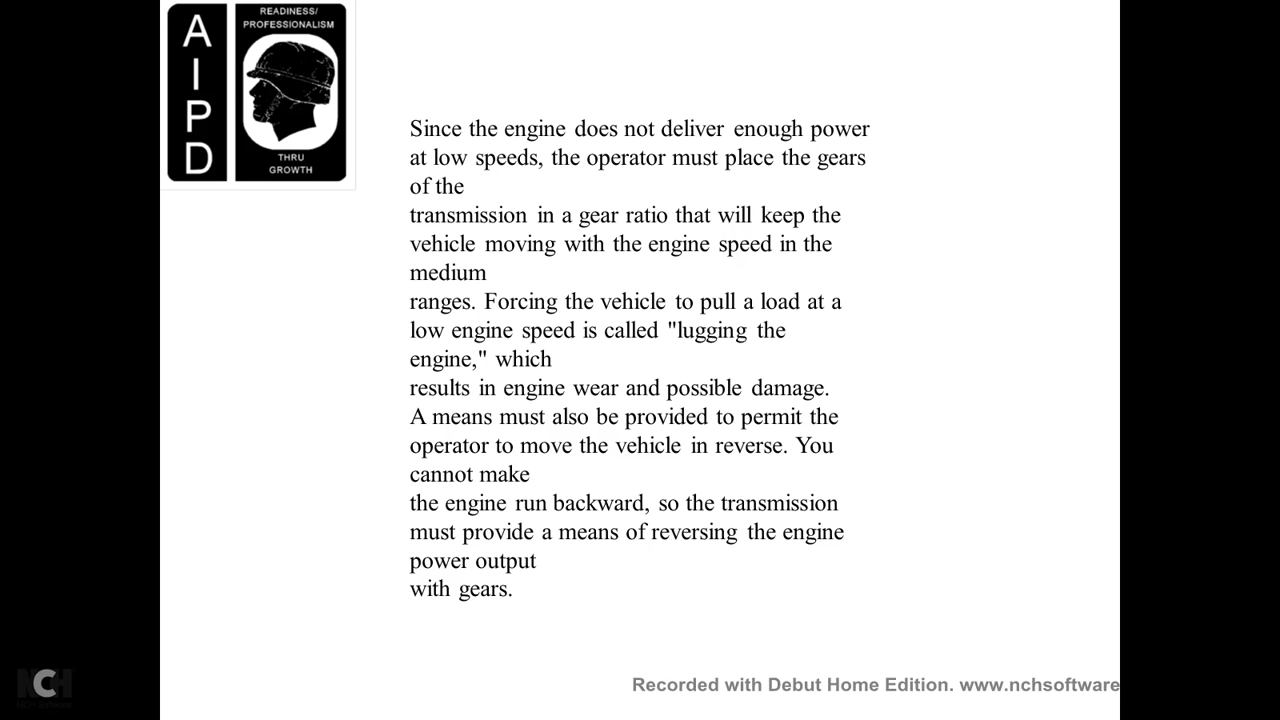 A
I
P
D
READINESS/
PROFESSIONALISM
THRU
GROWTH
Since the engine does not deliver enough power
at low speeds, the operator must place the gears
of the
transmission in a gear ratio that will keep the
vehicle moving with the engine speed in the
medium
ranges. Forcing the vehicle to pull a load at a
low engine speed is called "lugging the
engine," which
results in engine wear and possible damage.
A means must also be provided to permit the
operator to move the vehicle in reverse. You
cannot make
the engine run backward, so the transmission
must provide a means of reversing the engine
power output
with gears.
NCH
NCH Software
Recorded with Debut Home Edition. www.nchsoftware